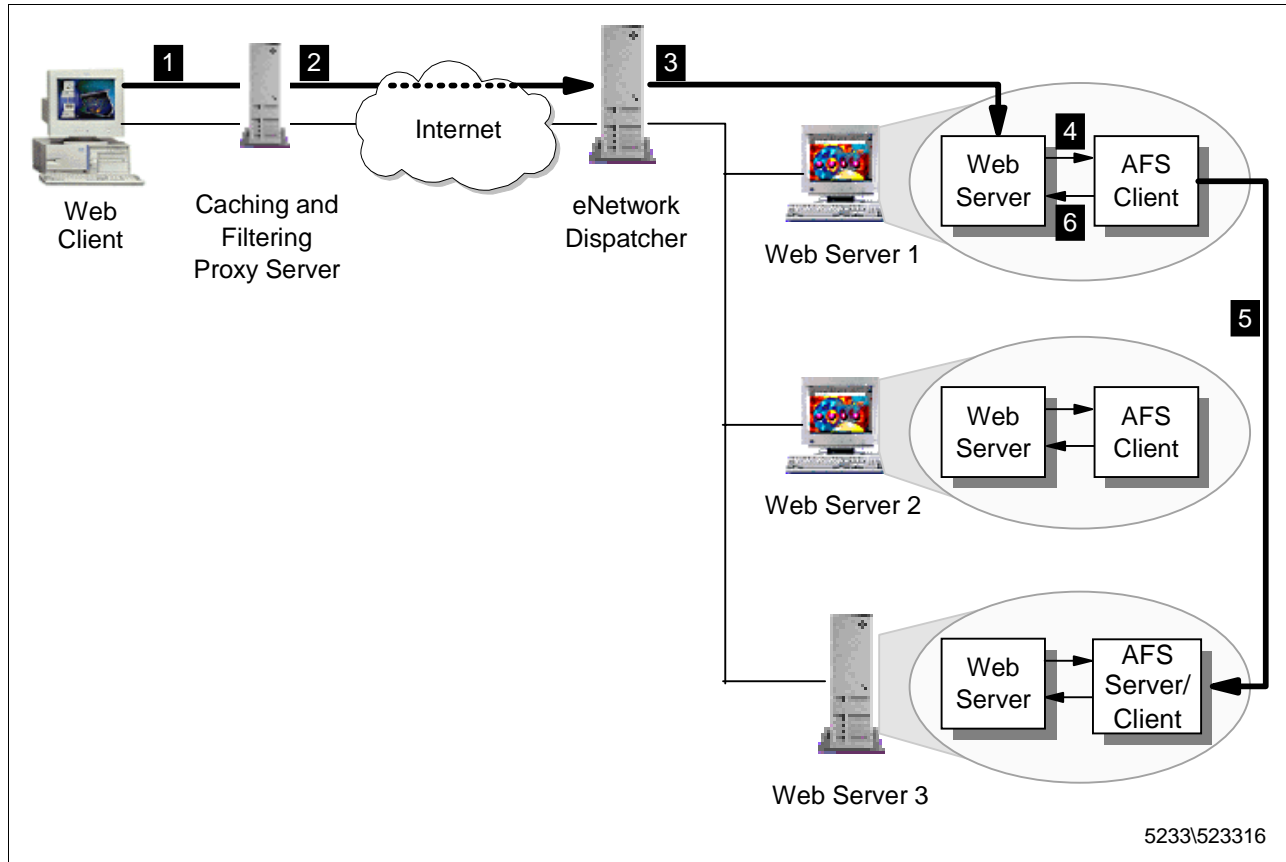 1
2
3
Internet
Web
Client
Caching and
Filtering
Proxy Server
eNetwork
Dispatcher
Web Server 1
Web
Server
4
6
AFS
Client
5
Web Server 2
Web
Server
AFS
Client
Web Server 3
Web
Server
AFS
Server/
Client
5233\523316